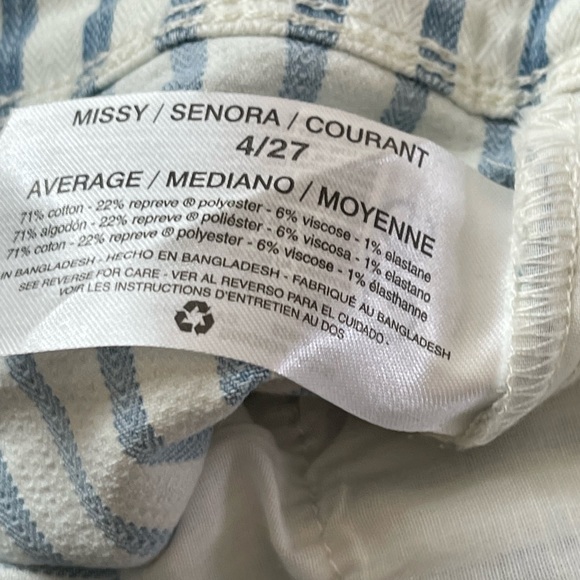 MISSY / SENORA / COURANT
4/27
AVERAGE / MEDIANO / MOYENNE
71% cotton - 22% repreve ® polyester - 6% viscose - 1% elastane
71% algodón - 22% repreve ® poliéster - 6% viscosa - 1% elastano
71% coton - 22% repreve ® polyester - 6% viscose - 1% élasthanne
IN BANGLADESH - HECHO EN BANGLADESH - FABRIQUÉ AU BANGLADESH
SEE REVERSE FOR CARE - VER AL REVERSO PARA EL CUIDADO -
VOIR LES INSTRUCTIONS D'ENTRETIEN AU DOS